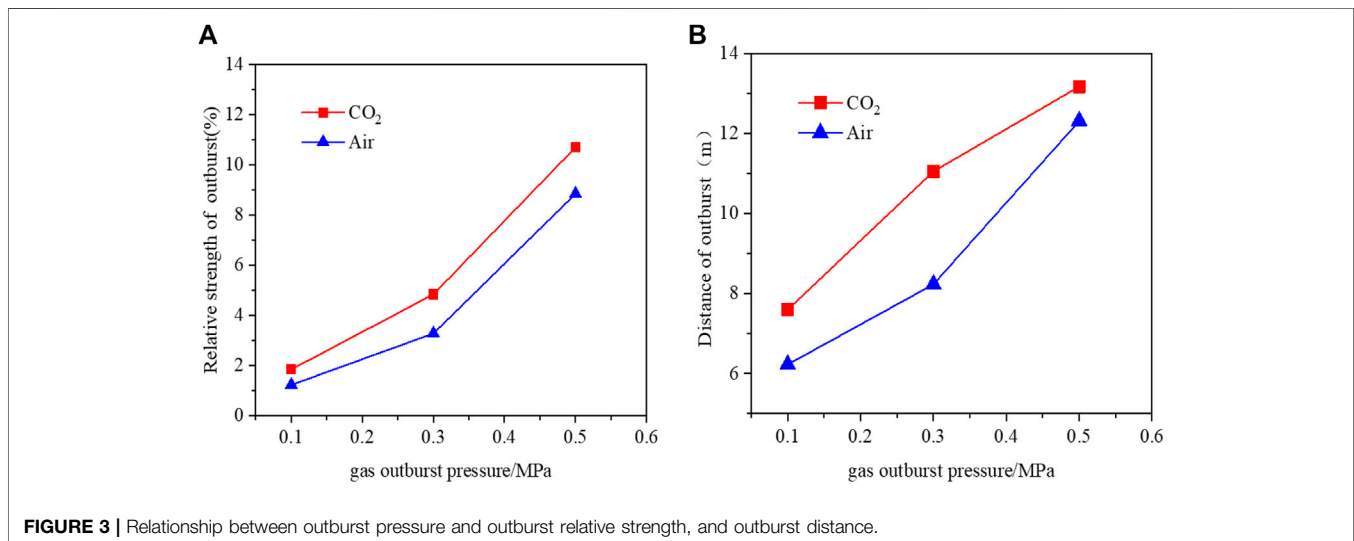 A
14
12
10
8
6
4
2
0
Relative strength of outburst(%)
CO₂
Air
0.1 0.2 0.3 0.4 0.5 0.6
gas outburst pressure/MPa
B
14
12
10
8
6
Distance of outburst（m）
CO₂
Air
0.1 0.2 0.3 0.4 0.5 0.6
gas outburst pressure/MPa
FIGURE 3 | Relationship between outburst pressure and outburst relative strength, and outburst distance.